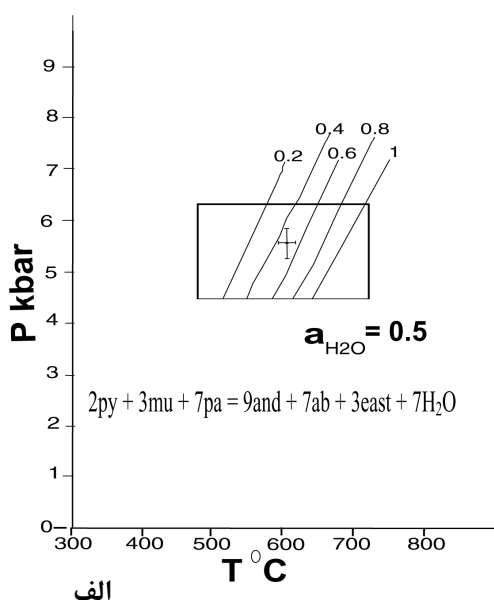 P kbar
9
8
7
6
5
4
3
2
1
0
0.2
0.4
0.6
0.8
1
aH2O = 0.5
2py + 3mu + 7pa = 9and + 7ab + 3east + 7H₂O
300 400 500 600 700 800
T °C
الف